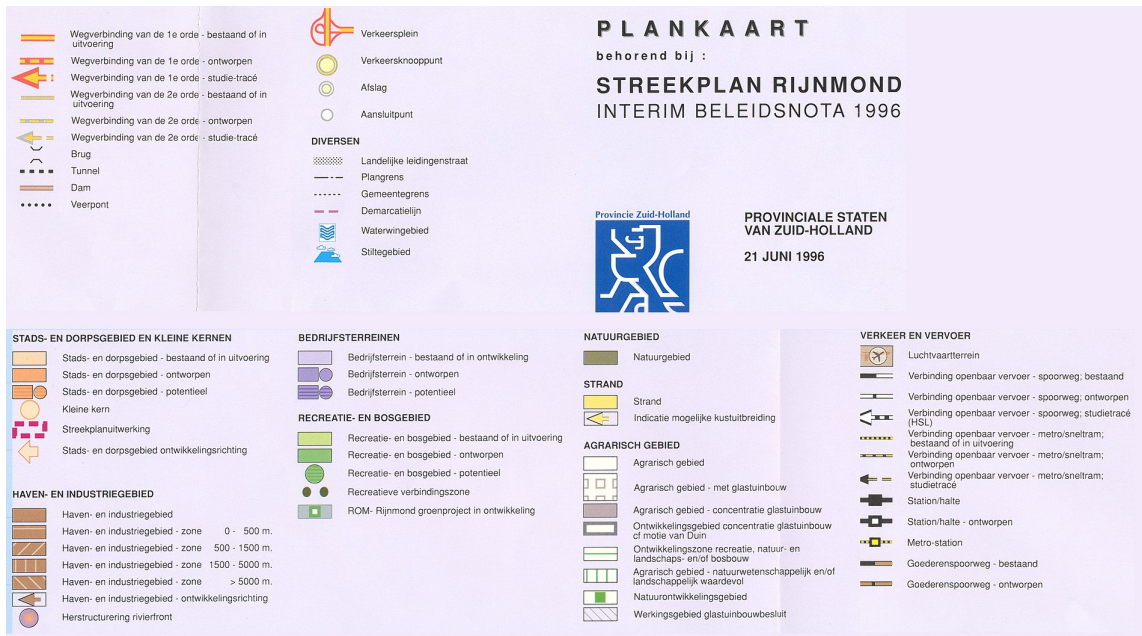 Wegverbinding van de 1e orde - bestaand of in
uitvoering
Wegverbinding van de 1e orde - ontworpen
Wegverbinding van de 1e orde - studie-tracé
Wegverbinding van de 2e orde - bestaand of in
uitvoering
Wegverbinding van de 2e orde - ontworpen
Wegverbinding van de 2e orde - studie-tracé
Brug
Tunnel
Dam
Veerpont
Verkeersplein
Verkeersknooppunt
Afslag
Aansluitpunt
DIVERSEN
Landelijke leidingenstraat
Plangrens
Gemeentegrens
Demarcatielijn
Waterwingebied
Stiltegebied
PLANKAART
behorend bij :
STREEKPLAN RIJNMOND
INTERIM BELEIDSNOTA 1996
Provincie Zuid-Holland
PROVINCIALE STATEN
VAN ZUID-HOLLAND
21 JUNI 1996
STADS- EN DORPSGEBIED EN KLEINE KERNEN
Stads- en dorpsgebied - bestaand of in uitvoering
Stads- en dorpsgebied - ontworpen
Stads- en dorpsgebied - potentieel
Kleine kern
Streekplanuitwerking
Stads- en dorpsgebied ontwikkelingsrichting
HAVEN- EN INDUSTRIEGEBIED
Haven- en industriegebied
Haven- en industriegebied - zone 0 - 500 m.
Haven- en industriegebied - zone 500 - 1500 m.
Haven- en industriegebied - zone 1500 - 5000 m.
Haven- en industriegebied - zone > 5000 m.
Haven- en industriegebied - ontwikkelingsrichting
Herstructurering rivierfront
BEDRIJFSTERREINEN
Bedrijfsterrein - bestaand of in ontwikkeling
Bedrijfsterrein - ontworpen
Bedrijfsterrein - potentieel
RECREATIE- EN BOSGEBIED
Recreatie- en bosgebied - bestaand of in uitvoering
Recreatie- en bosgebied - ontworpen
Recreatie- en bosgebied - potentieel
Recreatieve verbindingszone
ROM- Rijnmond groenproject in ontwikkeling
NATUURGEBIED
Natuurgebied
STRAND
Strand
Indicatie mogelijke kustuitbreiding
AGRARISCH GEBIED
Agrarisch gebied
Agrarisch gebied - met glastuinbouw
Agrarisch gebied - concentratie glastuinbouw
Ontwikkelingsgebied concentratie glastuinbouw
cf motie van Duin
Ontwikkelingszone recreatie, natuur- en
landschaps- en/of bosbouw
Agrarisch gebied - natuurwetenschappelijk en/of
landschappelijk waardevol
Natuurontwikkelingsgebied
Werkingsgebied glastuinbouwbesluit
VERKEER EN VERVOER
Luchtvaartterrein
Verbinding openbaar vervoer - spoorweg; bestaand
Verbinding openbaar vervoer - spoorweg; ontworpen
Verbinding openbaar vervoer - spoorweg; studietracé
(HSL)
Verbinding openbaar vervoer - metro/sneltram;
bestaand of in uitvoering
Verbinding openbaar vervoer - metro/sneltram;
ontworpen
Verbinding openbaar vervoer - metro/sneltram;
studietracé
Station/halte
Station/halte - ontworpen
Metro-station
Goederenspoorweg - bestaand
Goederenspoorweg - ontworpen